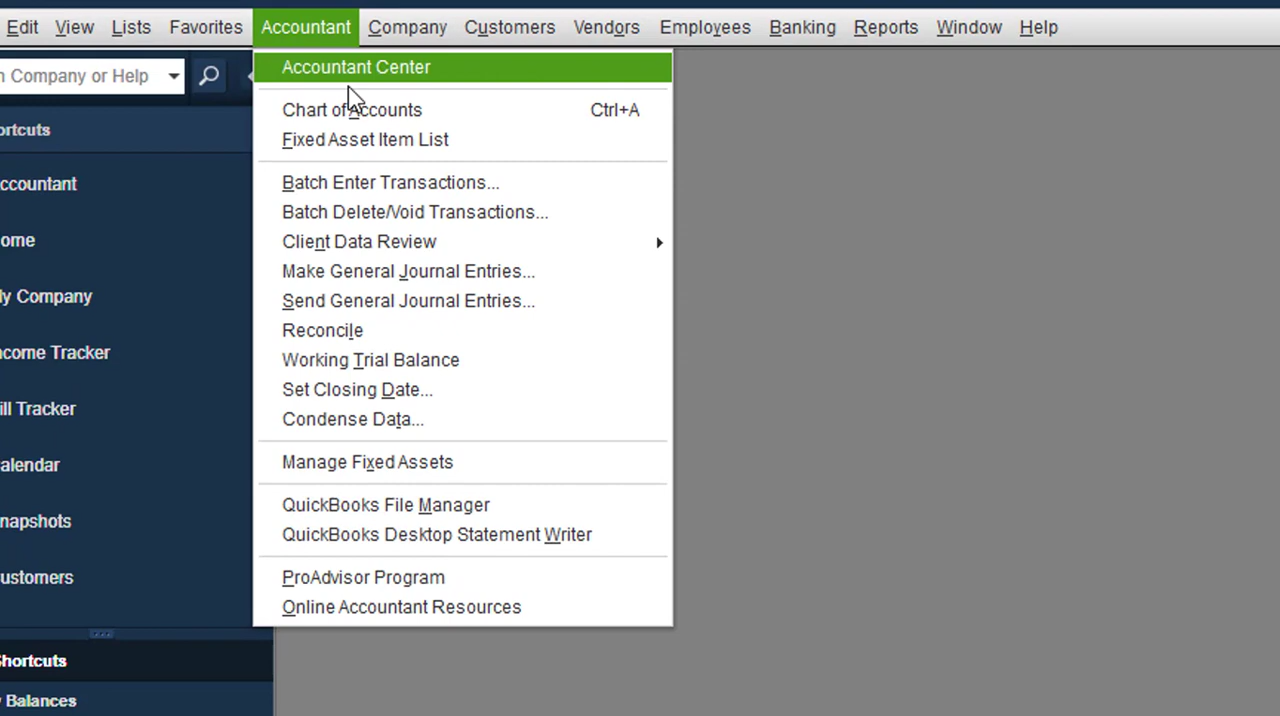 Edit View Lists Favorites Accountant Company Customers Vendors Employees Banking Reports Window Help
Company or Help
Accountant Center
Chart of Accounts Ctrl+A
Fixed Asset Item List
Batch Enter Transactions...
Batch Delete/Void Transactions...
Client Data Review
Make General Journal Entries...
Send General Journal Entries...
Reconcile
Working Trial Balance
Set Closing Date...
Condense Data...
Manage Fixed Assets
QuickBooks File Manager
QuickBooks Desktop Statement Writer
ProAdvisor Program
Online Accountant Resources
ortcuts
ccountant
ome
ly Company
ncome Tracker
ill Tracker
alendar
napshots
ustomers
Shortcuts
Balances